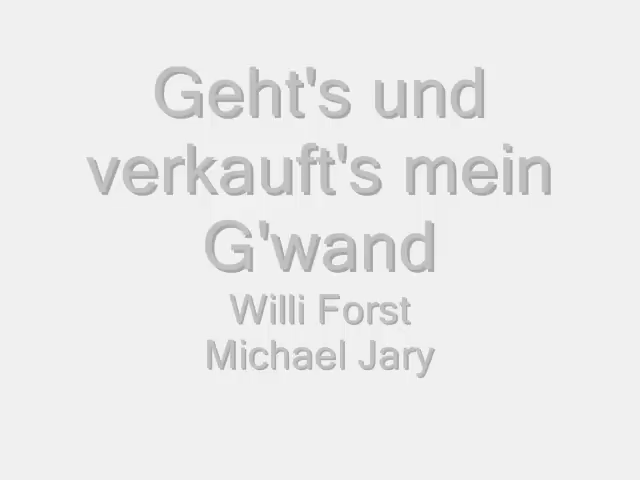 Geht's und
verkauft's mein
G'wand
Willi Forst
Michael Jary